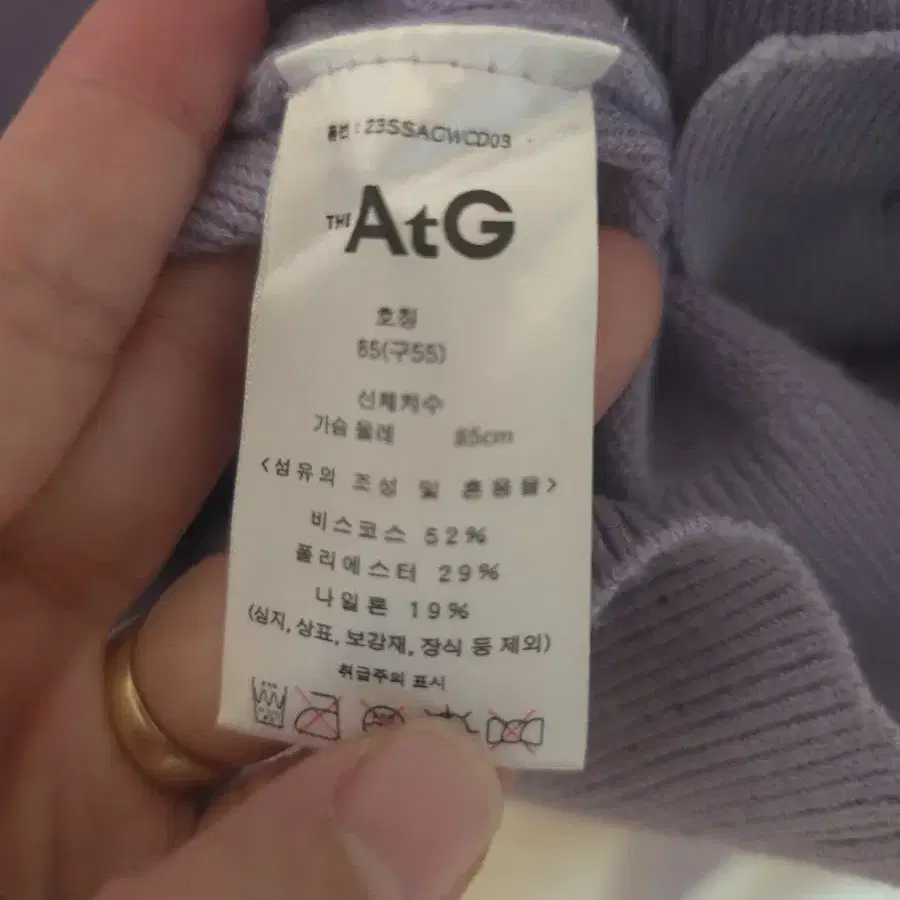 품번 : 23SSACWCD03
THE AtG
호칭
85(구55)
신체치수
가슴둘레 85cm
<섬유의 조성 및 혼용율>
비스코스 52%
폴리에스터 29%
나일론 19%
(심지, 상표, 보강재, 장식 등 제외)
취급주의 표시